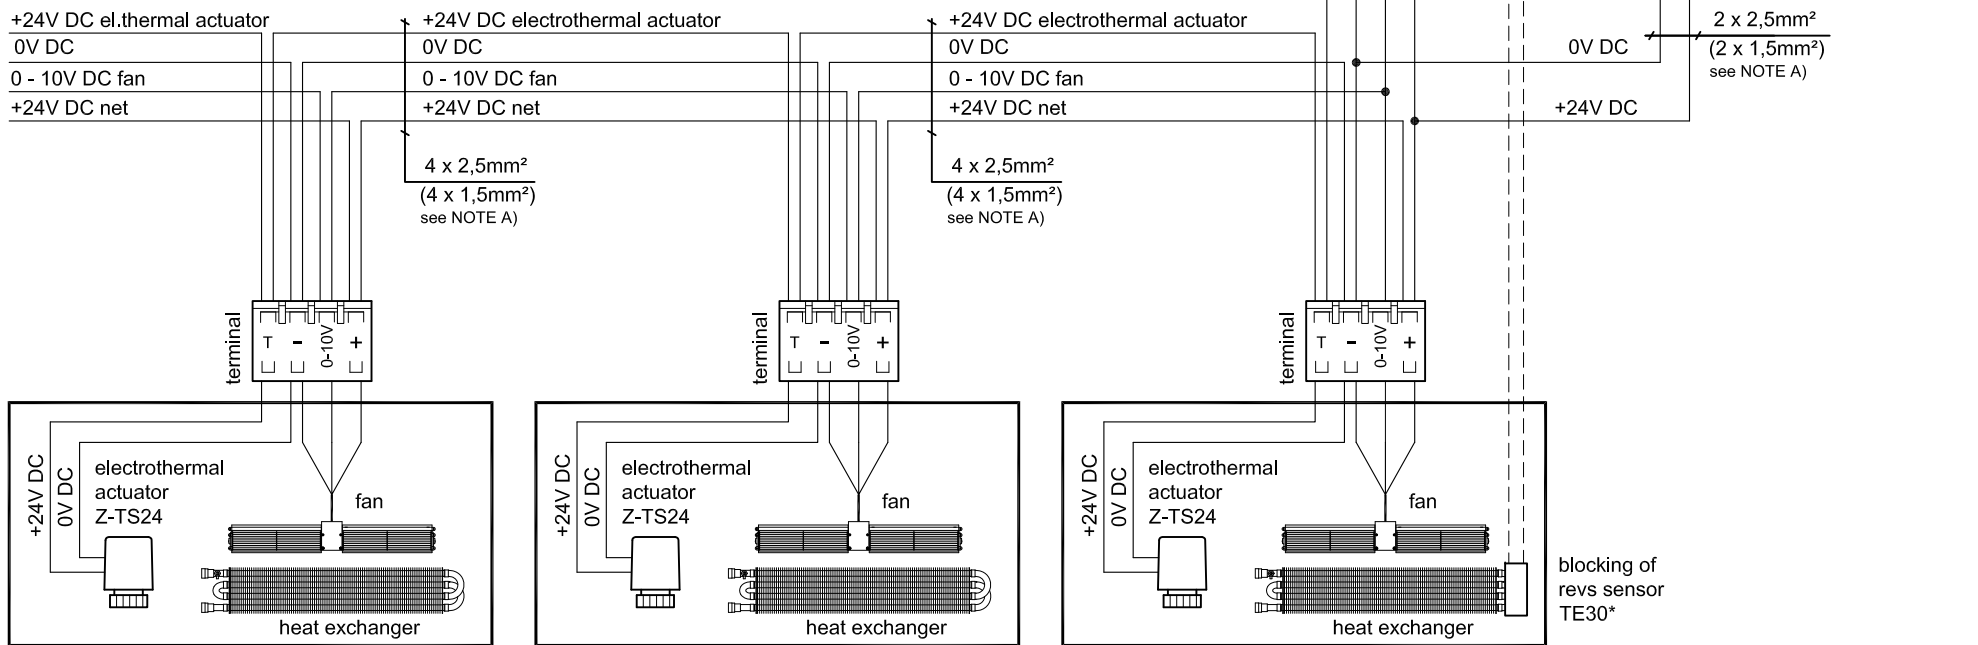 +24V DC el.thermal actuator
0V DC
0 - 10V DC fan
+24V DC net
+24V DC electrothermal actuator
0V DC
0 - 10V DC fan
+24V DC net
4 x 2,5mm²
(4 x 1,5mm²)
see NOTE A)
+24V DC electrothermal actuator
0V DC
0 - 10V DC fan
+24V DC net
4 x 2,5mm²
(4 x 1,5mm²)
see NOTE A)
0V DC
+24V DC
2 x 2,5mm²
(2 x 1,5mm²)
see NOTE A)
terminal
T - 0-10V +
terminal
T - 0-10V +
terminal
T - 0-10V +
+24V DC
0V DC
electrothermal
actuator
Z-TS24
fan
heat exchanger
+24V DC
0V DC
electrothermal
actuator
Z-TS24
fan
heat exchanger
+24V DC
0V DC
electrothermal
actuator
Z-TS24
fan
heat exchanger
blocking of
revs sensor
TE30*